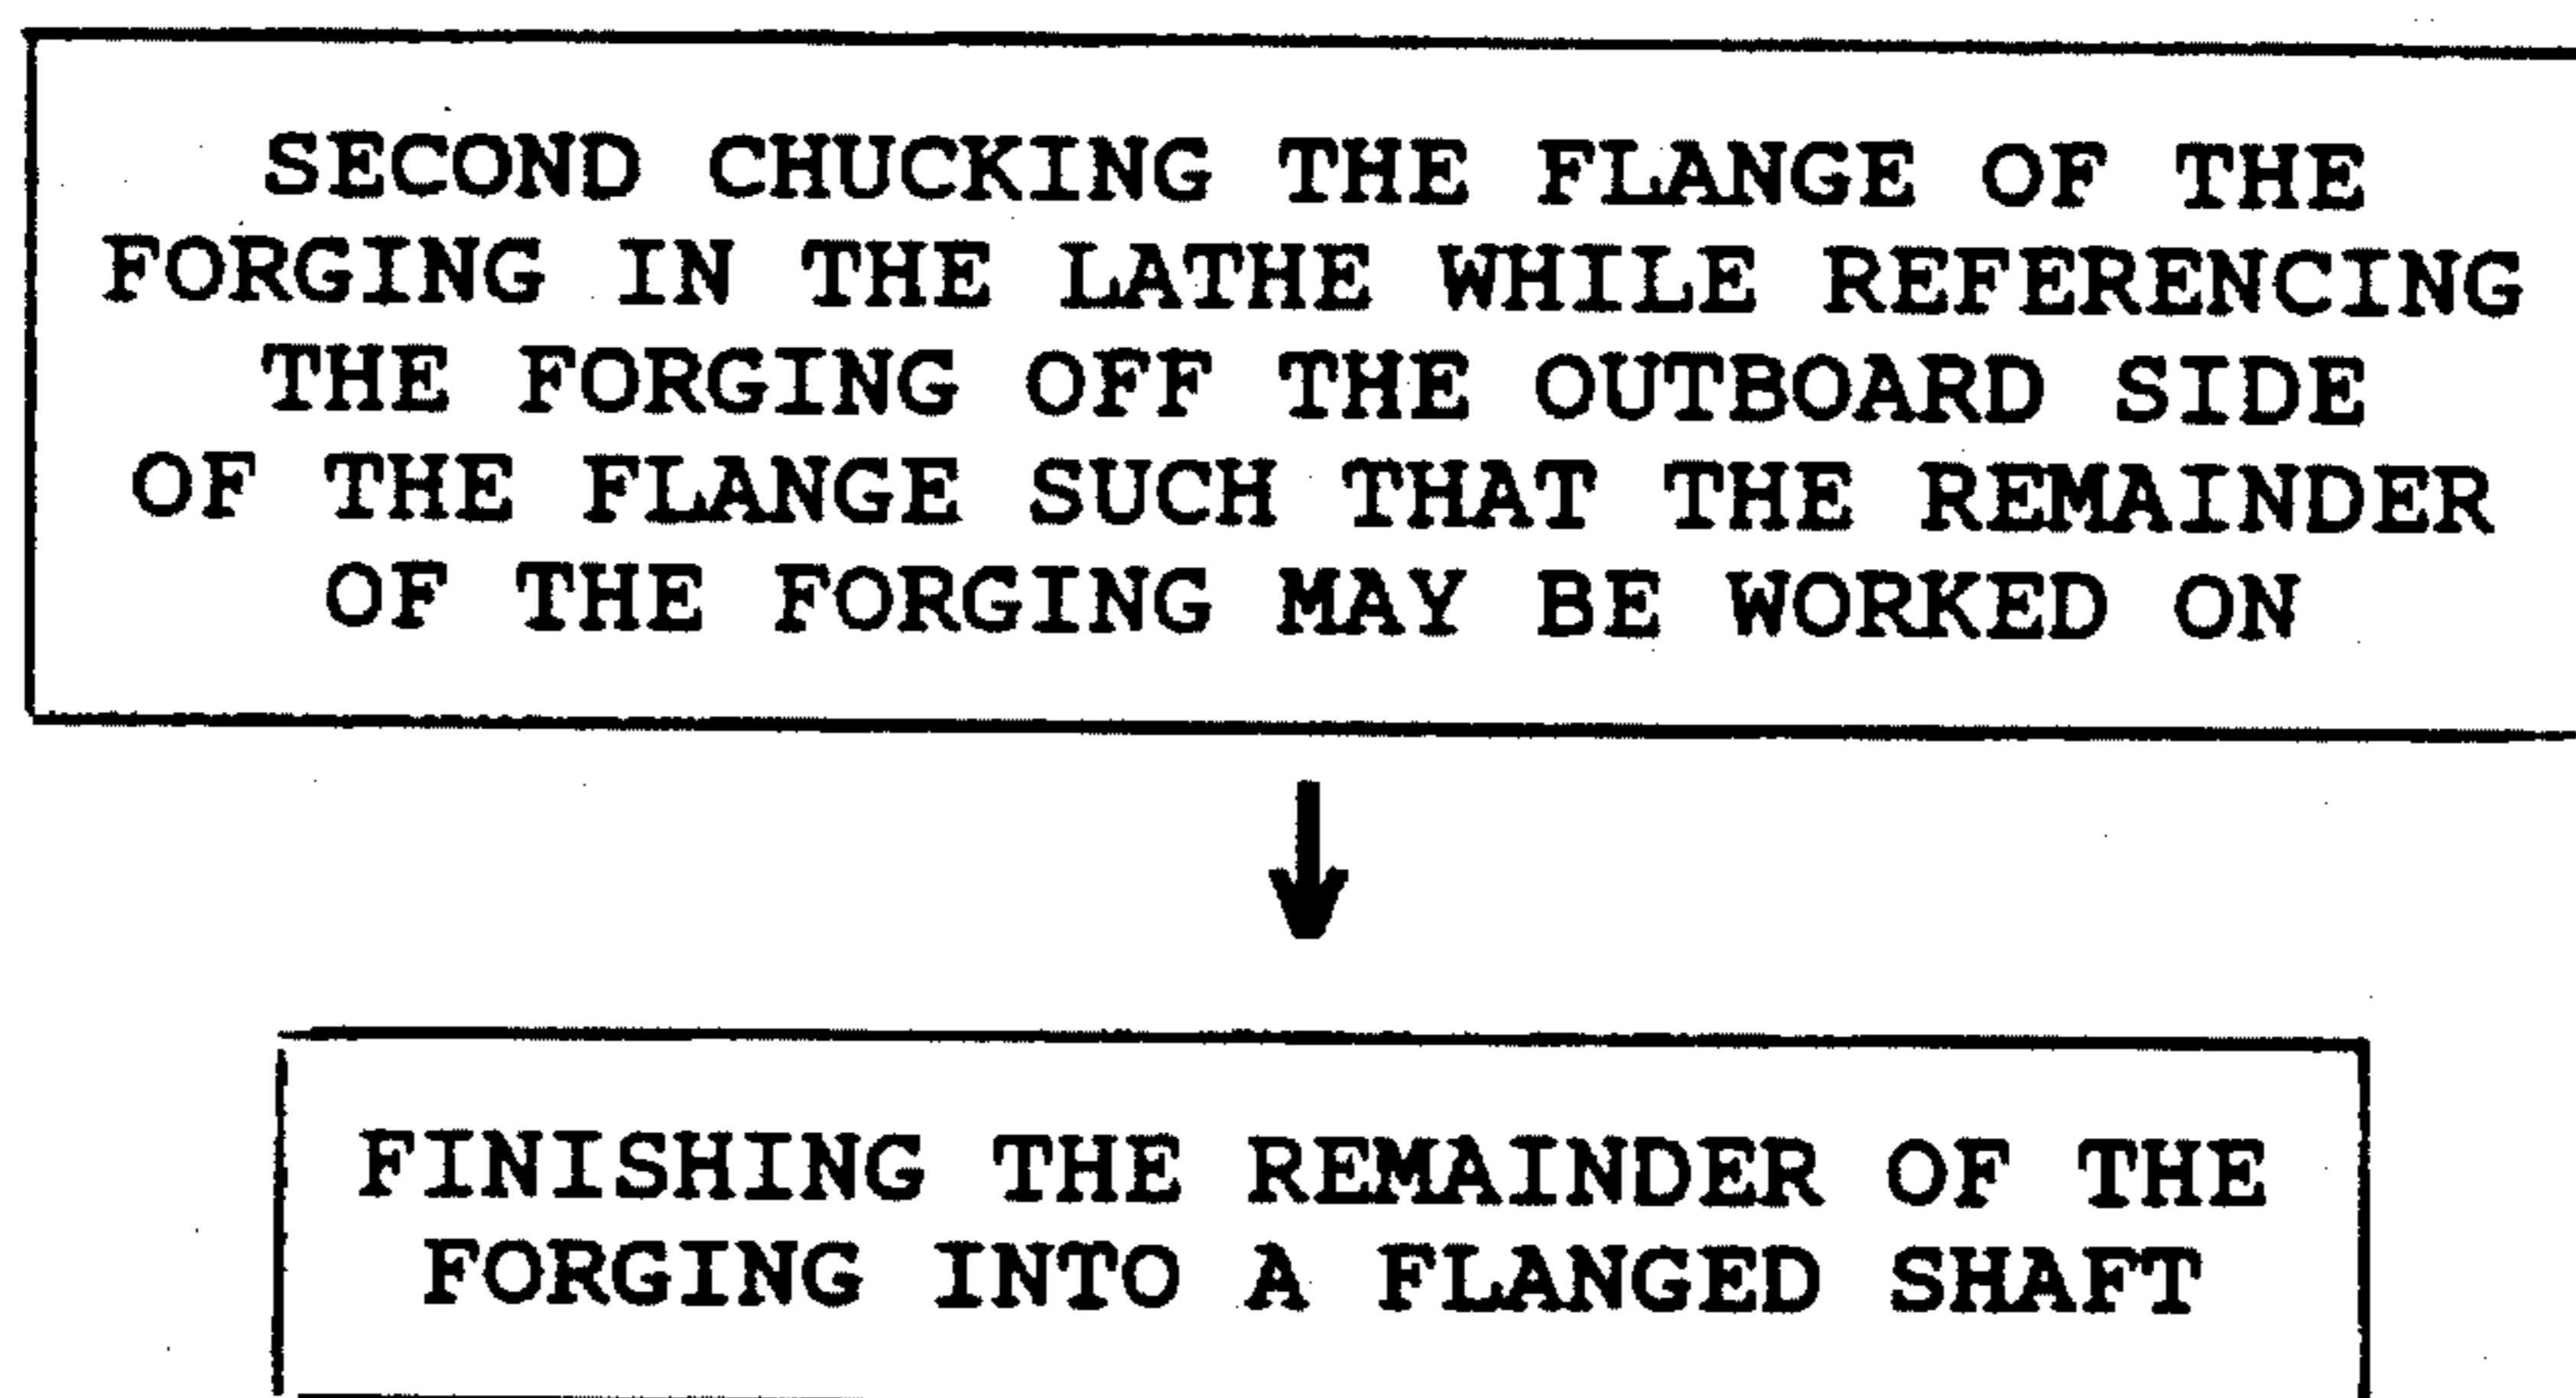 SECOND CHUCKING THE FLANGE OF THE
FORGING IN THE LATHE WHILE REFERENCING
THE FORGING OFF THE OUTBOARD SIDE
OF THE FLANGE SUCH THAT THE REMAINDER
OF THE FORGING MAY BE WORKED ON
FINISHING THE REMAINDER OF THE
FORGING INTO A FLANGED SHAFT